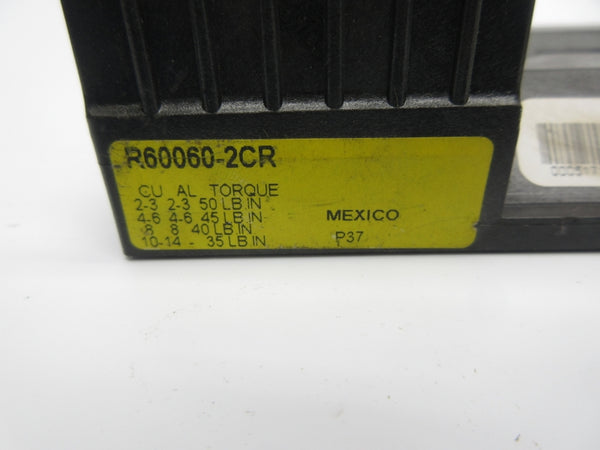 R60060-2CR
CU AL TORQUE
2-3 2-3 50 LB IN
4-6 4-6 45 LB IN
8 8 40 LB IN
10-14 - 35 LB IN
MEXICO
P37